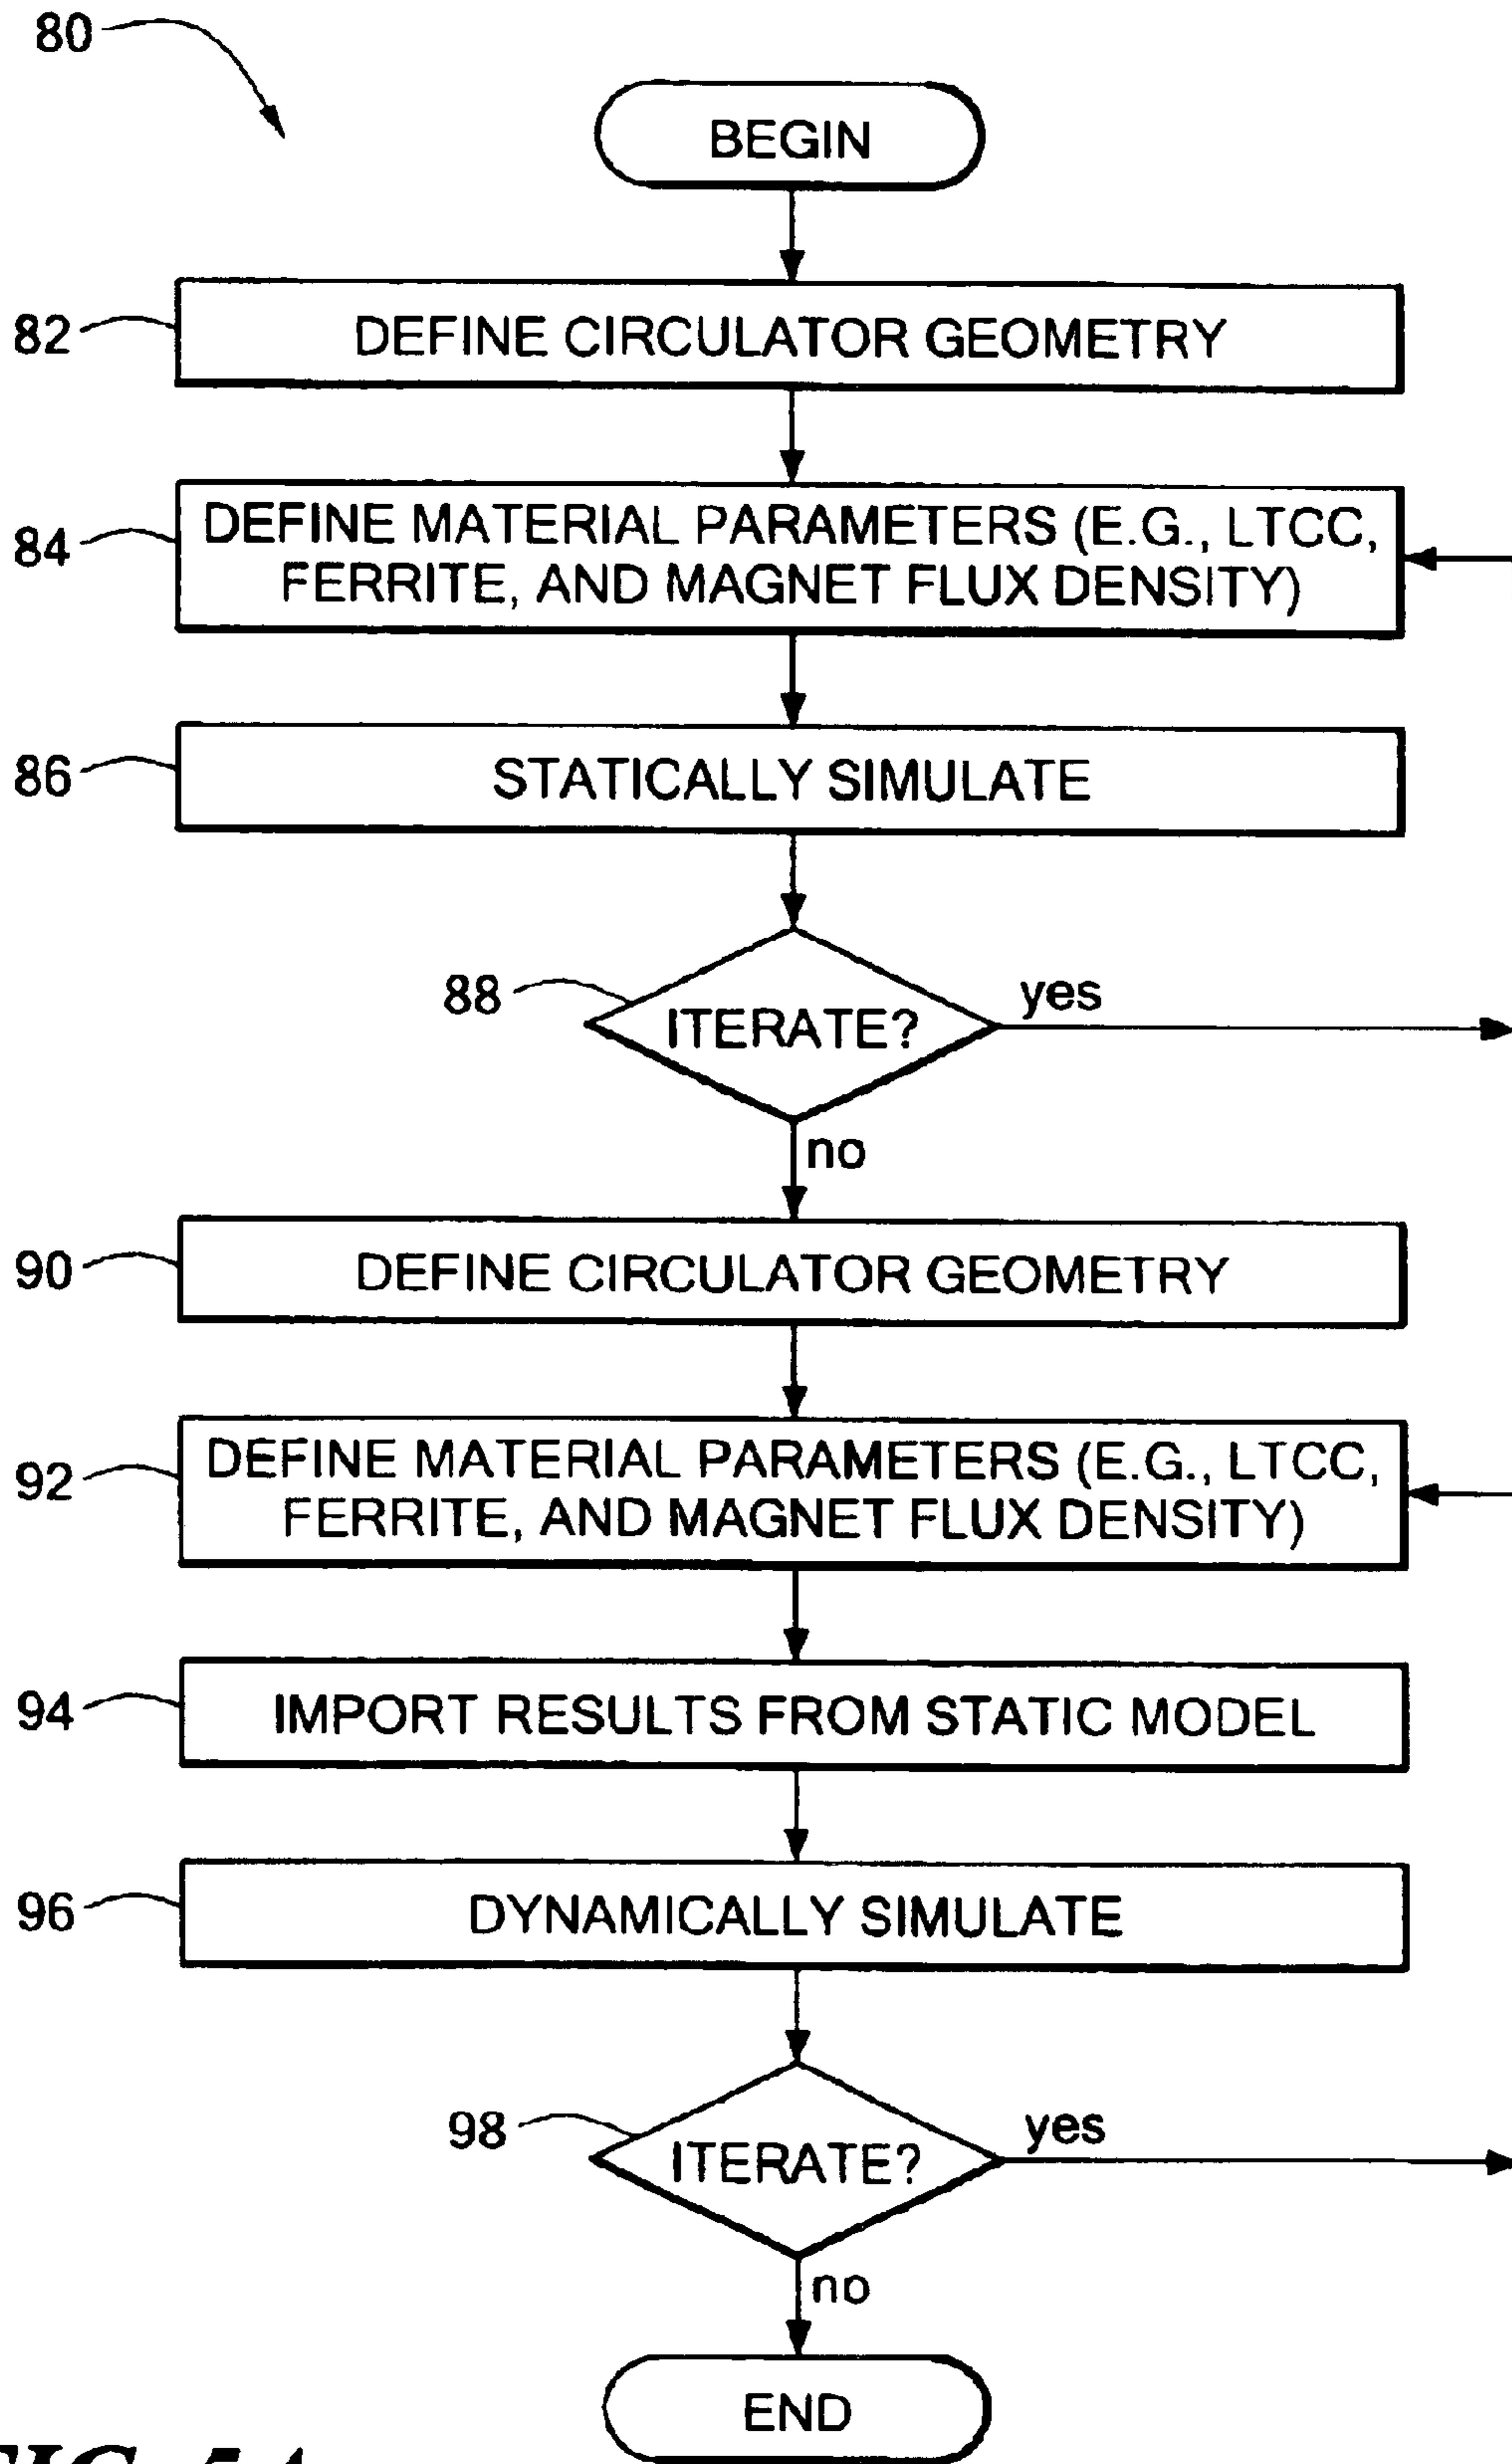 80
BEGIN
82
DEFINE CIRCULATOR GEOMETRY
84
DEFINE MATERIAL PARAMETERS (E.G., LTCC,
FERRITE, AND MAGNET FLUX DENSITY)
86
STATICALLY SIMULATE
88
ITERATE?
yes
no
90
DEFINE CIRCULATOR GEOMETRY
92
DEFINE MATERIAL PARAMETERS (E.G., LTCC,
FERRITE, AND MAGNET FLUX DENSITY)
94
IMPORT RESULTS FROM STATIC MODEL
96
DYNAMICALLY SIMULATE
98
ITERATE?
yes
no
END